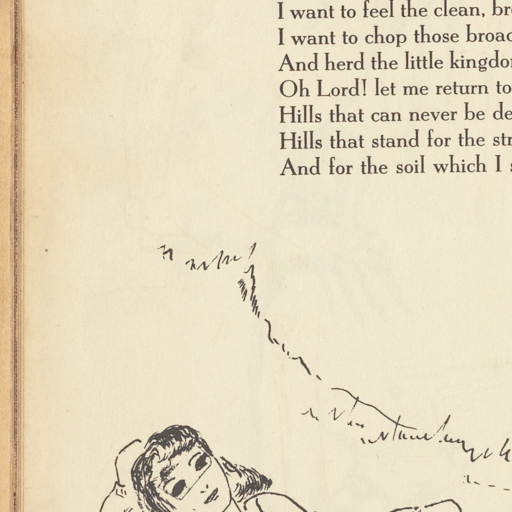 I want to feel the clean,
I want to chop those
And herd the little
Oh Lord! let me return to
Hills that can never be
Hills that stand for the
And for the soil which I